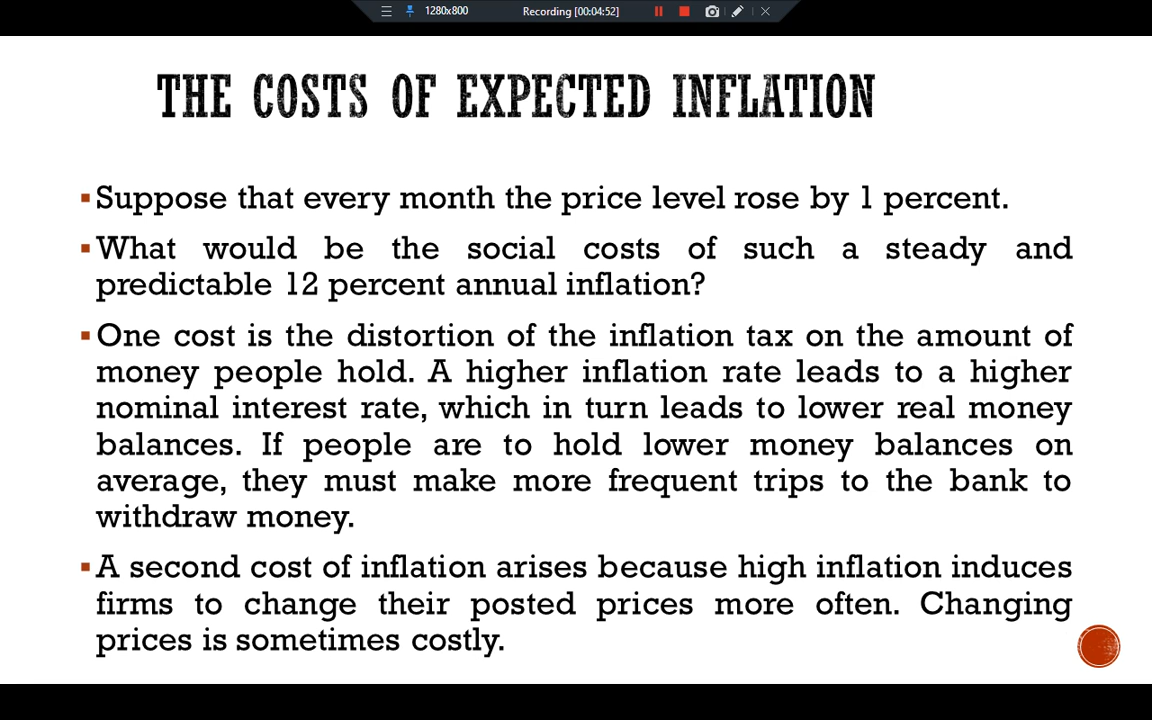 1280x800 Recording [00:04:52]
THE COSTS OF EXPECTED INFLATION
▪Suppose that every month the price level rose by 1 percent.
▪What would be the social costs of such a steady and
predictable 12 percent annual inflation?
▪One cost is the distortion of the inflation tax on the amount of
money people hold. A higher inflation rate leads to a higher
nominal interest rate, which in turn leads to lower real money
balances. If people are to hold lower money balances on
average, they must make more frequent trips to the bank to
withdraw money.
▪A second cost of inflation arises because high inflation induces
firms to change their posted prices more often. Changing
prices is sometimes costly.